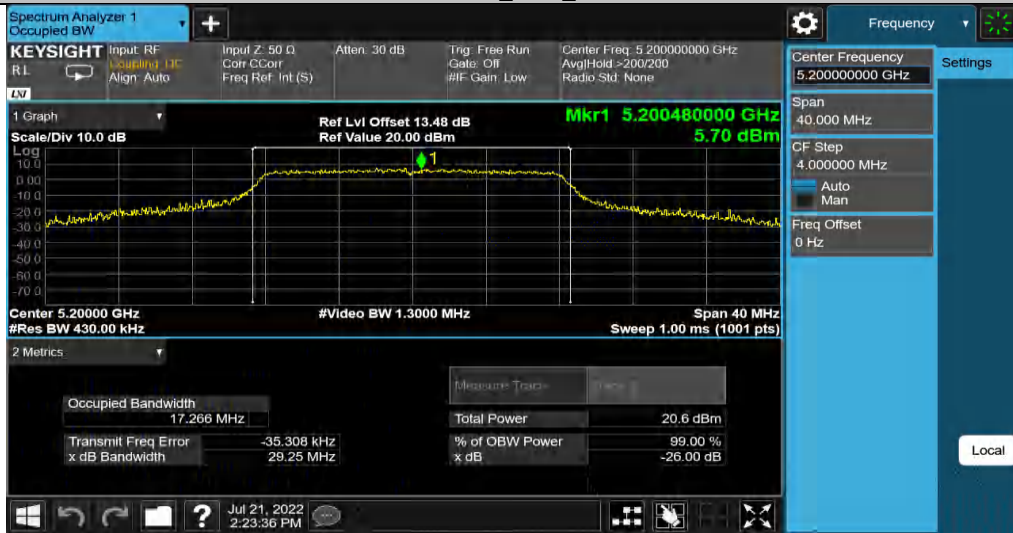 Spectrum Analyzer 1
Occupied BW
+
Frequency
KEYSIGHT
RL
LXI
Input: RF
Coupling: DC
Align: Auto
Input Z: 50 Ω
Corr CCorr
Freq Ref: Int (S)
Atten: 30 dB
Trig: Free Run
Gate: Off
#IF Gain: Low
Center Freq: 5.200000000 GHz
Avg|Hold:>200/200
Radio Std: None
Center Frequency
5.200000000 GHz
Settings
Span
40.000 MHz
CF Step
4.000000 MHz
Auto
Man
Freq Offset
0 Hz
Local
1 Graph
Scale/Div 10.0 dB
Ref Lvl Offset 13.48 dB
Ref Value 20.00 dBm
Mkr1 5.200480000 GHz
5.70 dBm
Log
10.0
0.00
-10.0
-20.0
-30.0
-40.0
-50.0
-60.0
-70.0
1
Center 5.20000 GHz
#Res BW 430.00 kHz
#Video BW 1.3000 MHz
Span 40 MHz
Sweep 1.00 ms (1001 pts)
2 Metrics
Measure Trace
Trace 1
Occupied Bandwidth
17.266 MHz
Total Power 20.6 dBm
Transmit Freq Error -35.308 kHz
% of OBW Power 99.00 %
x dB Bandwidth 29.25 MHz
x dB -26.00 dB
?
Jul 21, 2022
2:23:36 PM